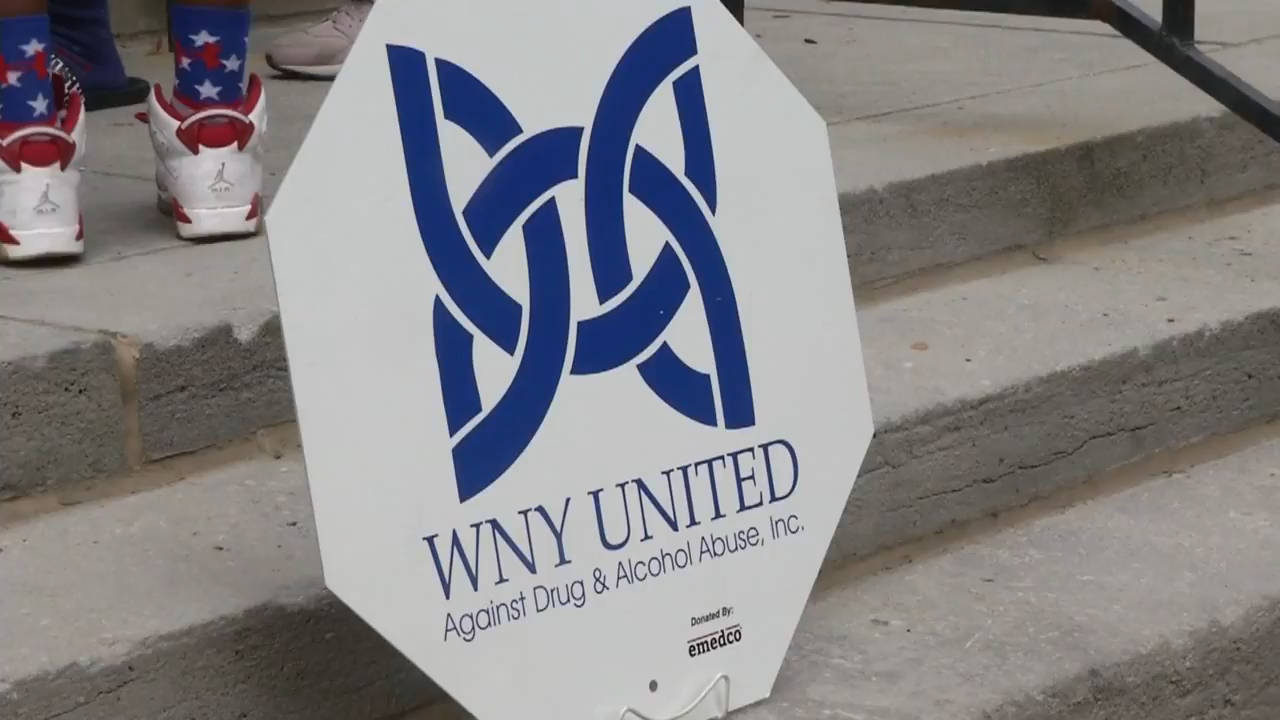 WNY UNITED
Against Drug & Alcohol Abuse, Inc.
Donated By:
emedco